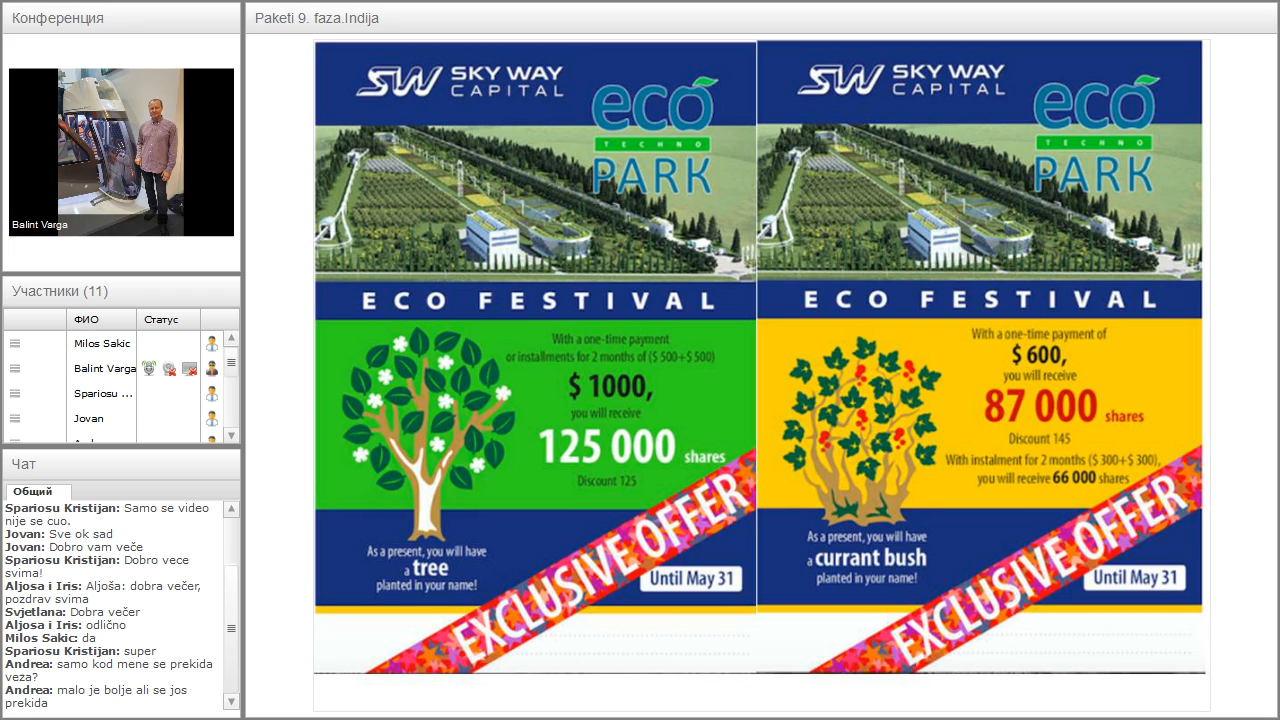 Конференция
Balint Varga
Участники (11)
ФИО Статус
Milos Sakic
Balint Varga
Spariosu ...
Jovan
Чат
Общий
Spariosu Kristijan: Samo se video
nije se cuo.
Jovan: Sve ok sad
Jovan: Dobro vam veče
Spariosu Kristijan: Dobro vece
svima!
Aljosa i Iris: Aljoša: dobra večer,
pozdrav svima
Svjetlana: Dobra večer
Aljosa i Iris: odlično
Milos Sakic: da
Spariosu Kristijan: super
Andrea: samo kod mene se prekida
veza?
Andrea: malo je bolje ali se jos
prekida
Paketi 9. faza.Indija
SW SKY WAY
CAPITAL
eco
TECHNO
PARK
ECO FESTIVAL
With a one-time payment
or installments for 2 months of ($ 500+$ 500)
$ 1000,
you will receive
125 000 shares
Discount 125
As a present, you will have
a tree
planted in your name!
EXCLUSIVE OFFER
Until May 31
SW SKY WAY
CAPITAL
eco
TECHNO
PARK
ECO FESTIVAL
With a one-time payment of
$ 600,
you will receive
87 000 shares
Discount 145
With instalment for 2 months ($ 300+$ 300),
you will receive 66 000 shares
As a present, you will have
a currant bush
planted in your name!
EXCLUSIVE OFFER
Until May 31